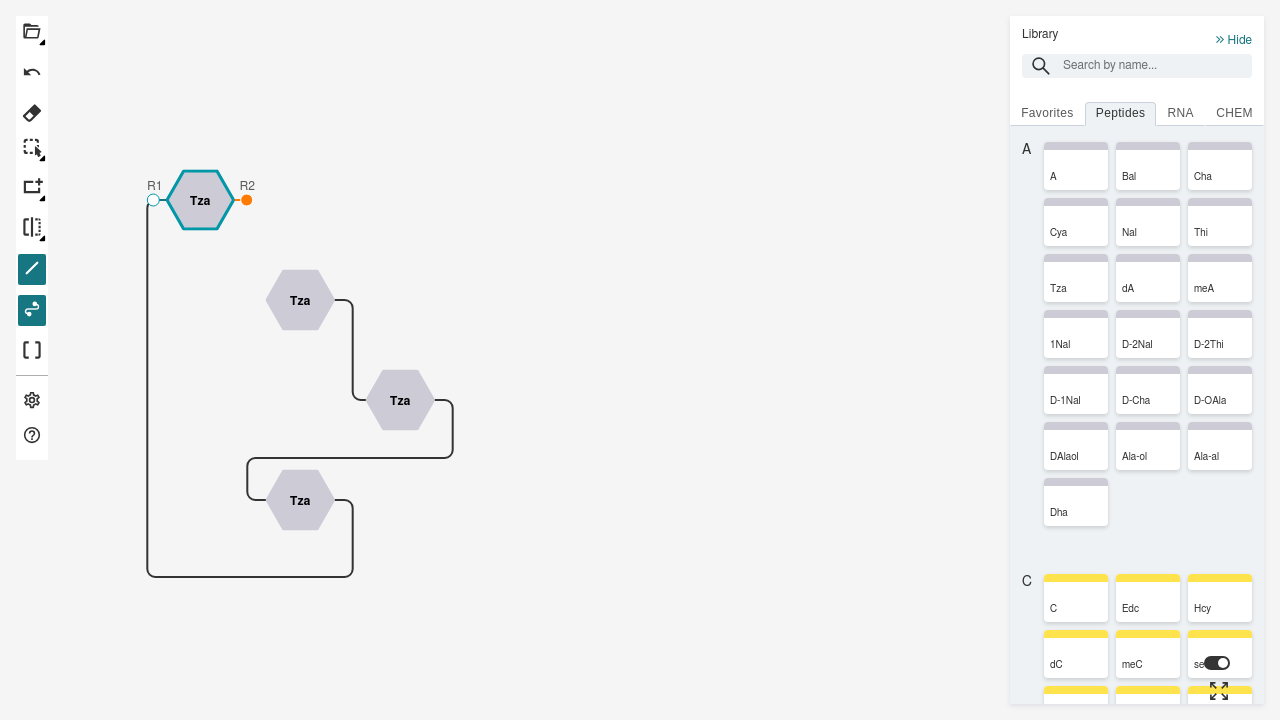 Library
Hide
Search by name...
Favorites Peptides RNA CHEM
R1 Tza R2
Tza
Tza
Tza
A
A Bal Cha
Cya Nal Thi
Tza dA meA
1Nal D-2Nal D-2Thi
D-1Nal D-Cha D-OAla
DAlaol Ala-ol Ala-al
Dha
C
C Edc Hcy
dC meC